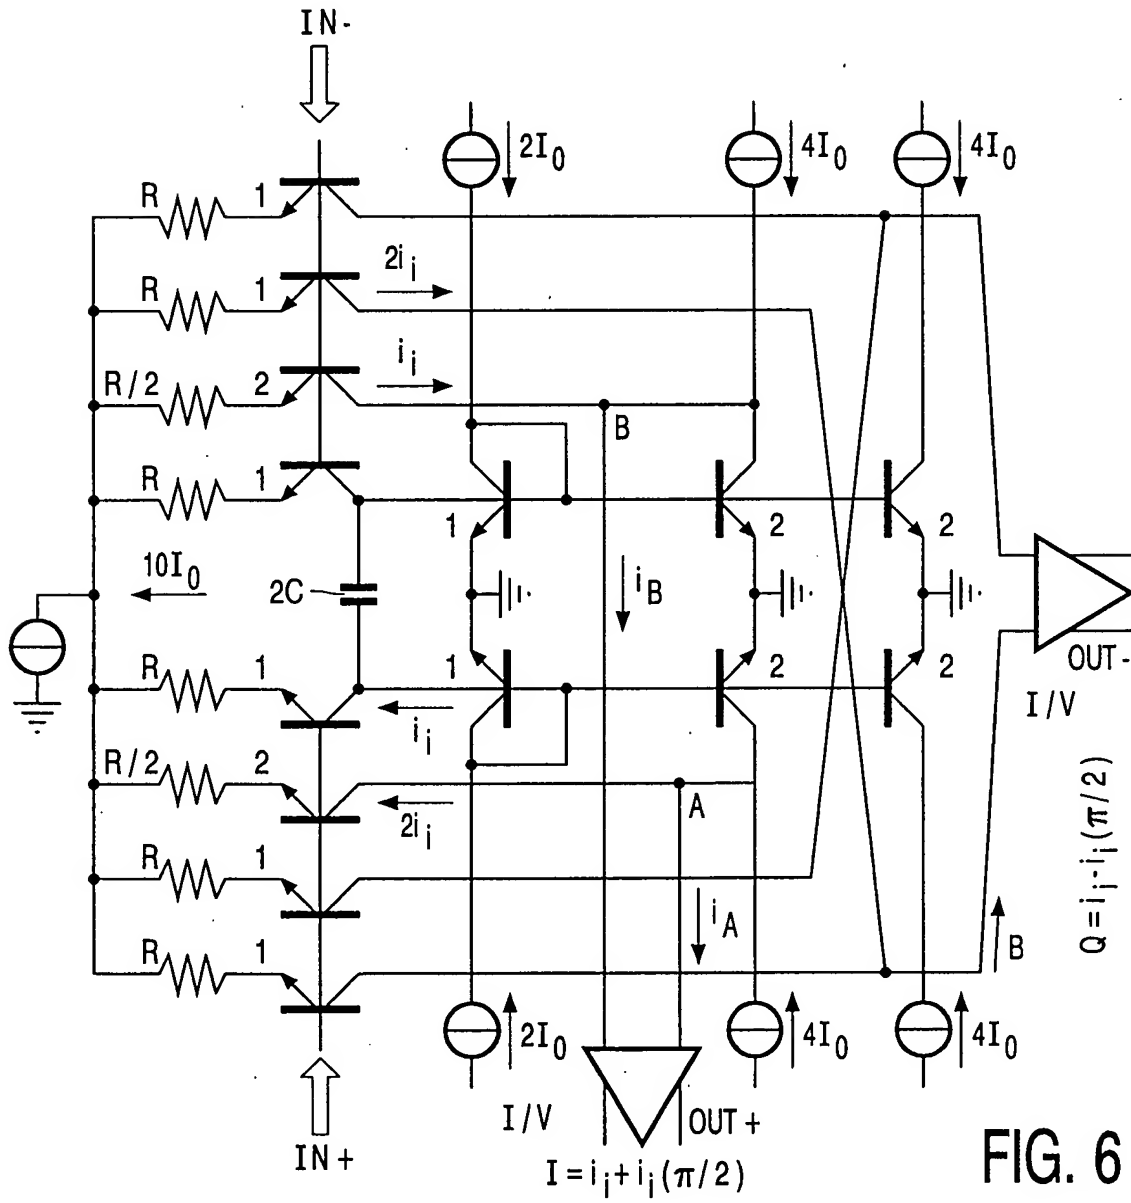 IN-
2I0
4I0
4I0
R
1
R
1
2ij
ij
R/2
2
B
R
1
1
2
2
10I0
2C
iB
R
1
1
2
2
OUT-
I/V
ij
R/2
2
A
2ij
Q=ij-ij(π/2)
R
1
iA
B
R
1
2I0
4I0
4I0
I/V
OUT+
IN+
I=ij+ij(π/2)
FIG. 6